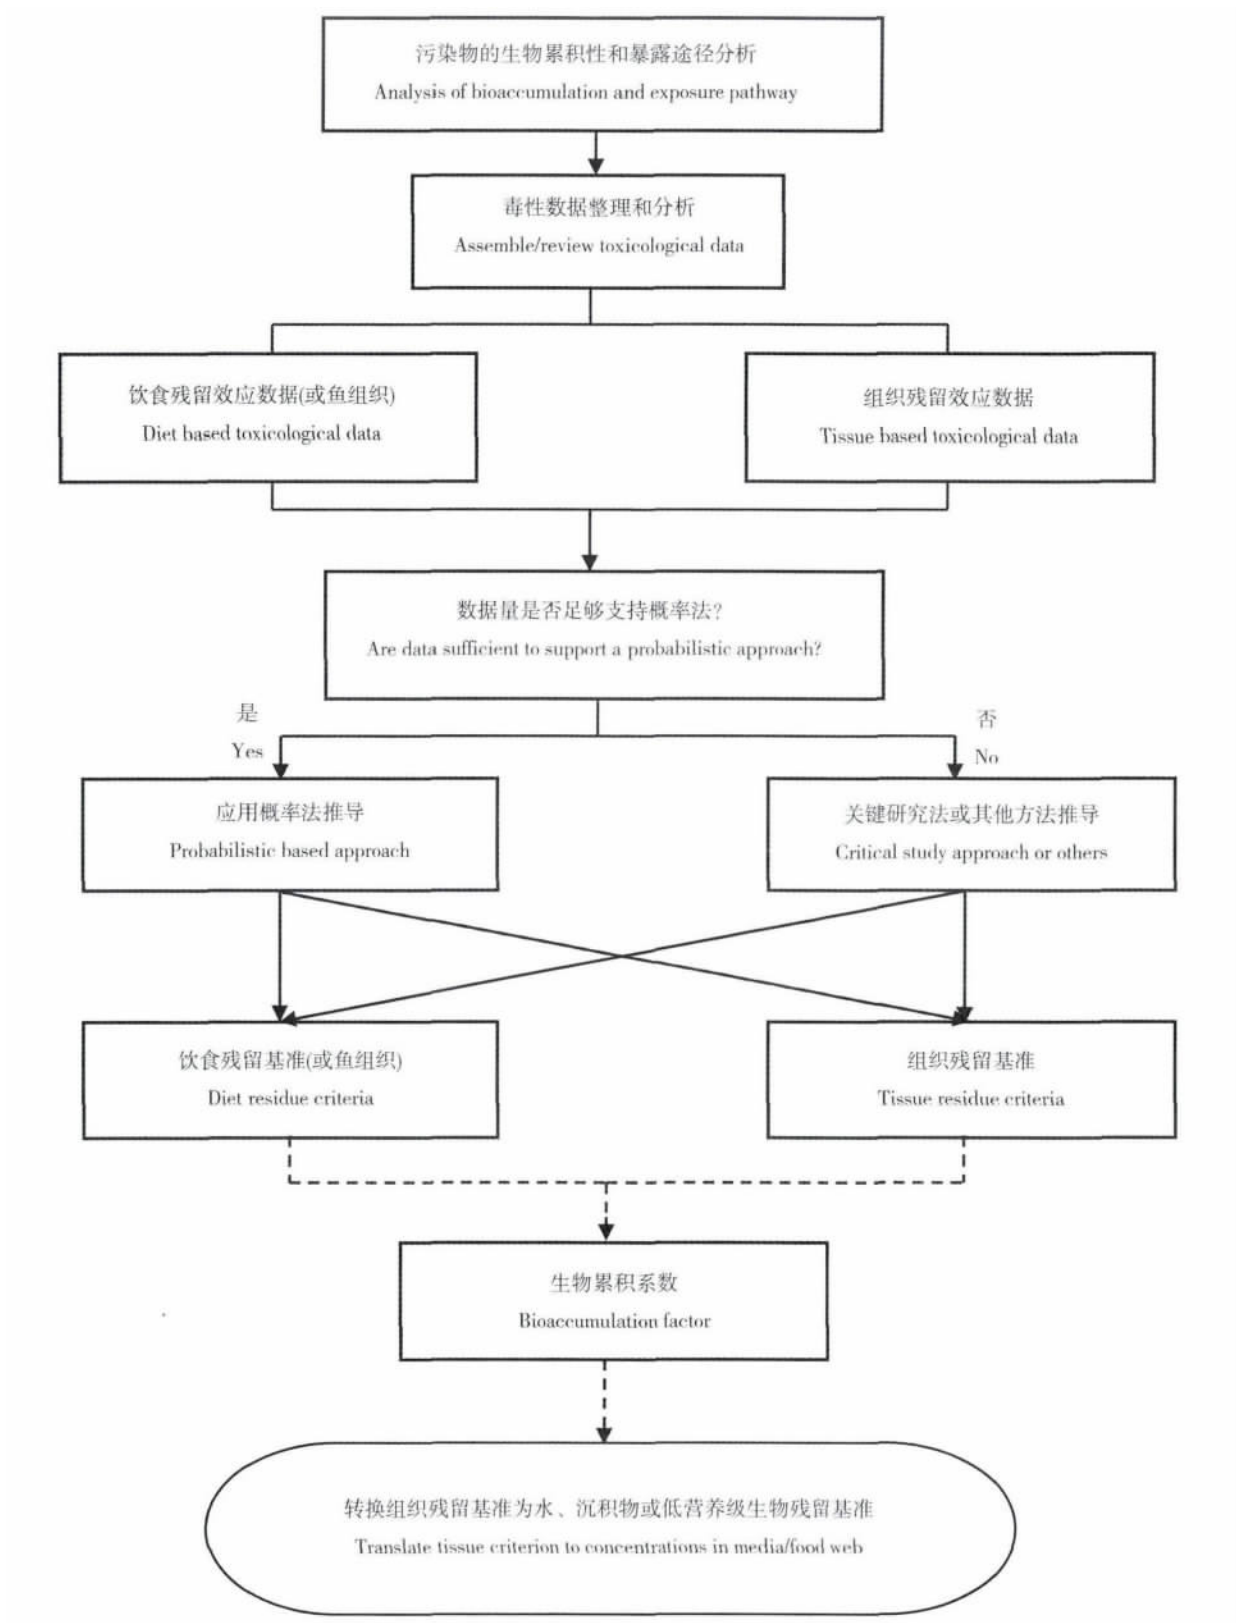 污染物的生物累积性和暴露途径分析
Analysis of bioaccumulation and exposure pathway
毒性数据整理和分析
Assemble/review toxicological data
饮食残留效应数据(或鱼组织)
Diet based toxicological data
组织残留效应数据
Tissue based toxicological data
数据量是否足够支持概率法?
Are data sufficient to support a probabilistic approach?
是
Yes
否
No
应用概率法推导
Probabilistic based approach
关键研究法或其他方法推导
Critical study approach or others
饮食残留基准(或鱼组织)
Diet residue criteria
组织残留基准
Tissue residue criteria
生物累积系数
Bioaccumulation factor
转换组织残留基准为水、沉积物或低营养级生物残留基准
Translate tissue criterion to concentrations in media/food web